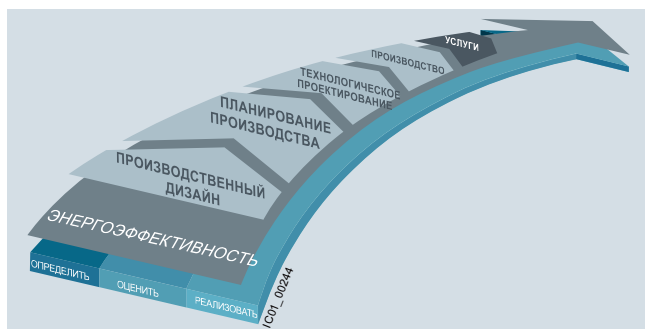 УСЛУГИ
ПРОИЗВОДСТВО
ТЕХНОЛОГИЧЕСКОЕ
ПРОЕКТИРОВАНИЕ
ПЛАНИРОВАНИЕ
ПРОИЗВОДСТВА
ПРОИЗВОДСТВЕННЫЙ
ДИЗАЙН
ЭНЕРГОЭФФЕКТИВНОСТЬ
ОПРЕДЕЛИТЬ
ОЦЕНИТЬ
РЕАЛИЗОВАТЬ
IC01_00244